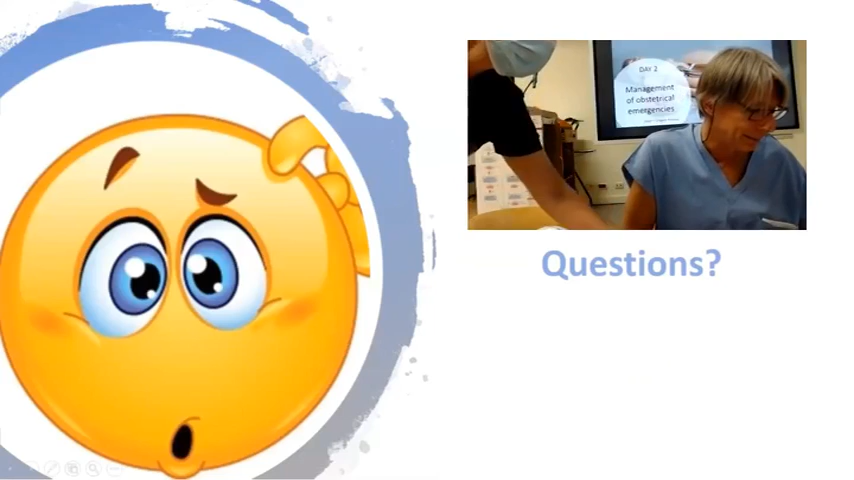 DAY 2
Management
of obstetrical
emergencies
Questions?